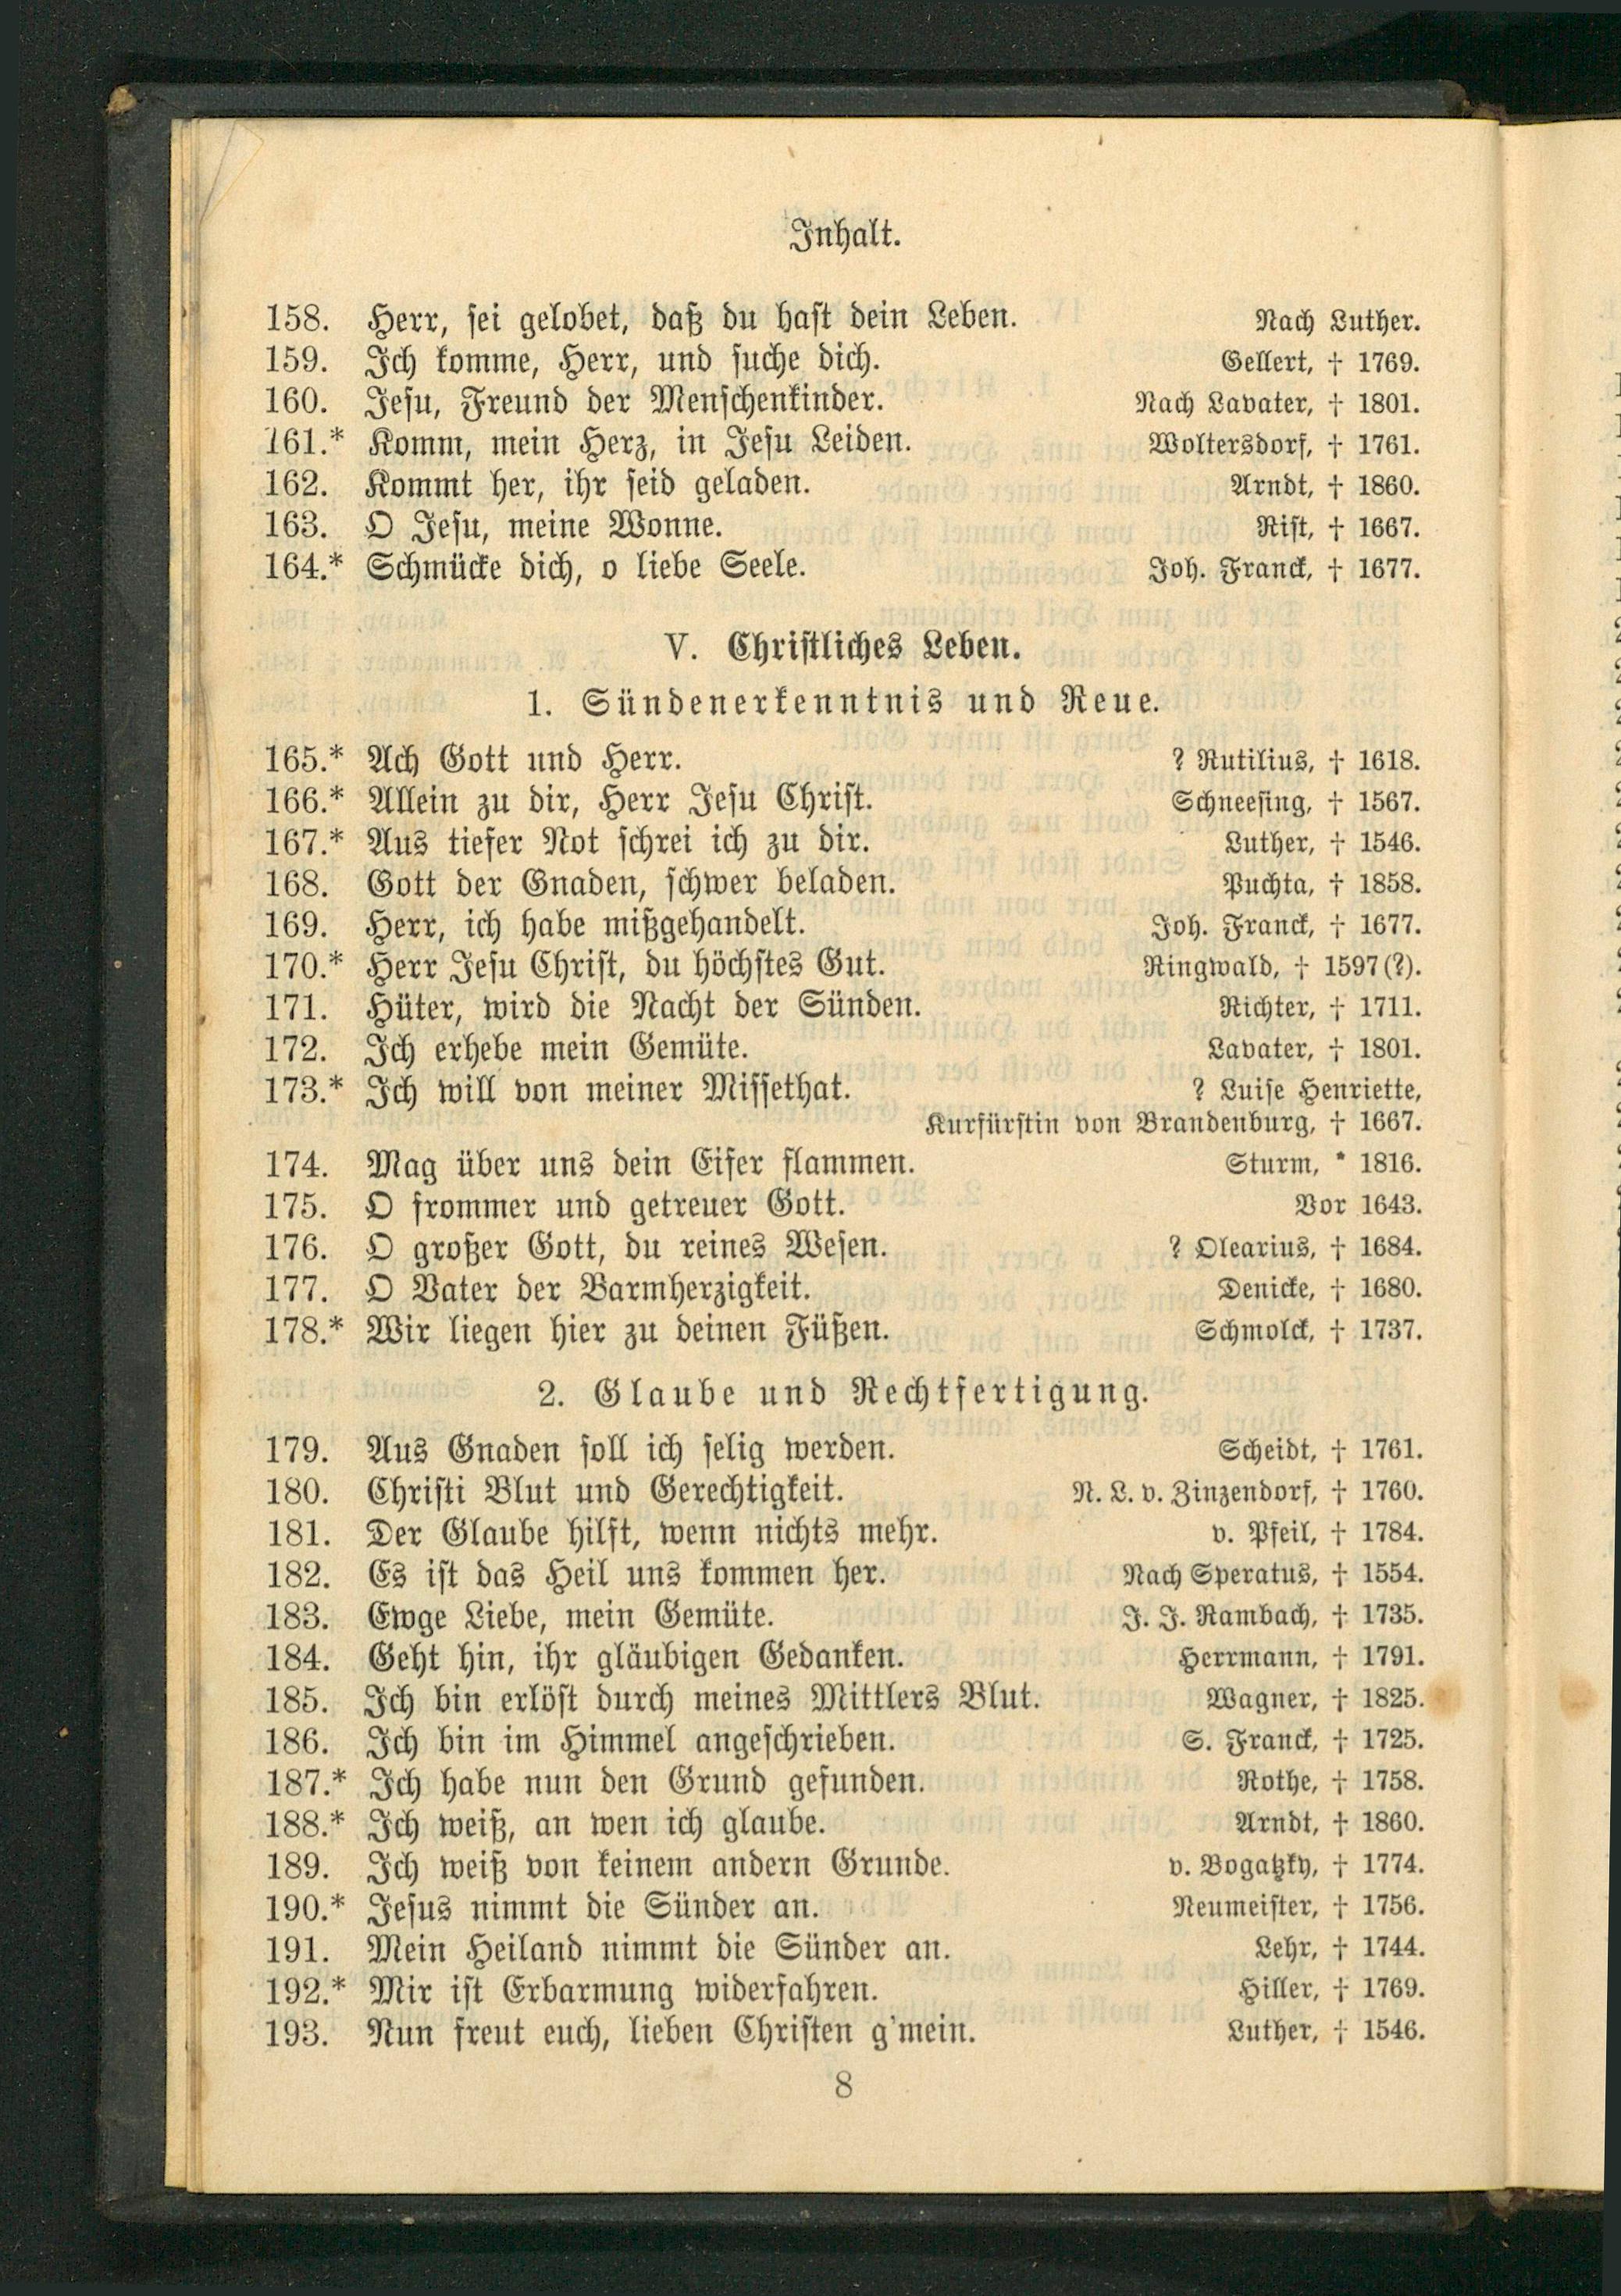 Inhalt.
158. Herr, sei gelobet, daß du hast dein Leben. Nach Luther.
159. Ich komme, Herr, und suche dich. Gellert, † 1769.
160. Jesu, Freund der Menschenkinder. Nach Lavater, † 1801.
161.* Komm, mein Herz, in Jesu Leiden. Woltersdorf, † 1761.
162. Kommt her, ihr seid geladen. Arndt, † 1860.
163. O Jesu, meine Wonne. Rist, † 1667.
164.* Schmücke dich, o liebe Seele. Joh. Franck, † 1677.
V. Christliches Leben.
1. Sündenerkenntnis und Reue.
165.* Ach Gott und Herr. ? Rutilius, † 1618.
166.* Allein zu dir, Herr Jesu Christ. Schneesing, † 1567.
167.* Aus tiefer Not schrei ich zu dir. Luther, † 1546.
168. Gott der Gnaden, schwer beladen. Puchta, † 1858.
169. Herr, ich habe mißgehandelt. Joh. Franck, † 1677.
170.* Herr Jesu Christ, du höchstes Gut. Ringwald, † 1597(?).
171. Hüter, wird die Nacht der Sünden. Richter, † 1711.
172. Ich erhebe mein Gemüte. Lavater, † 1801.
173.* Ich will von meiner Missethat. ? Luise Henriette,
Kurfürstin von Brandenburg, † 1667.
174. Mag über uns dein Eifer flammen. Sturm, * 1816.
175. O frommer und getreuer Gott. Vor 1643.
176. O großer Gott, du reines Wesen. ? Olearius, † 1684.
177. O Vater der Barmherzigkeit. Denicke, † 1680.
178.* Wir liegen hier zu deinen Füßen. Schmolck, † 1737.
2. Glaube und Rechtfertigung.
179. Aus Gnaden soll ich selig werden. Scheidt, † 1761.
180. Christi Blut und Gerechtigkeit. N. L. v. Zinzendorf, † 1760.
181. Der Glaube hilft, wenn nichts mehr. v. Pfeil, † 1784.
182. Es ist das Heil uns kommen her. Nach Speratus, † 1554.
183. Ewge Liebe, mein Gemüte. J. J. Rambach, † 1735.
184. Geht hin, ihr gläubigen Gedanken. Herrmann, † 1791.
185. Ich bin erlöst durch meines Mittlers Blut. Wagner, † 1825.
186. Ich bin im Himmel angeschrieben. S. Franck, † 1725.
187.* Ich habe nun den Grund gefunden. Rothe, † 1758.
188.* Ich weiß, an wen ich glaube. Arndt, † 1860.
189. Ich weiß von keinem andern Grunde. v. Bogatzky, † 1774.
190.* Jesus nimmt die Sünder an. Neumeister, † 1756.
191. Mein Heiland nimmt die Sünder an. Lehr, † 1744.
192.* Mir ist Erbarmung widerfahren. Hiller, † 1769.
193. Nun freut euch, lieben Christen g'mein. Luther, † 1546.
8